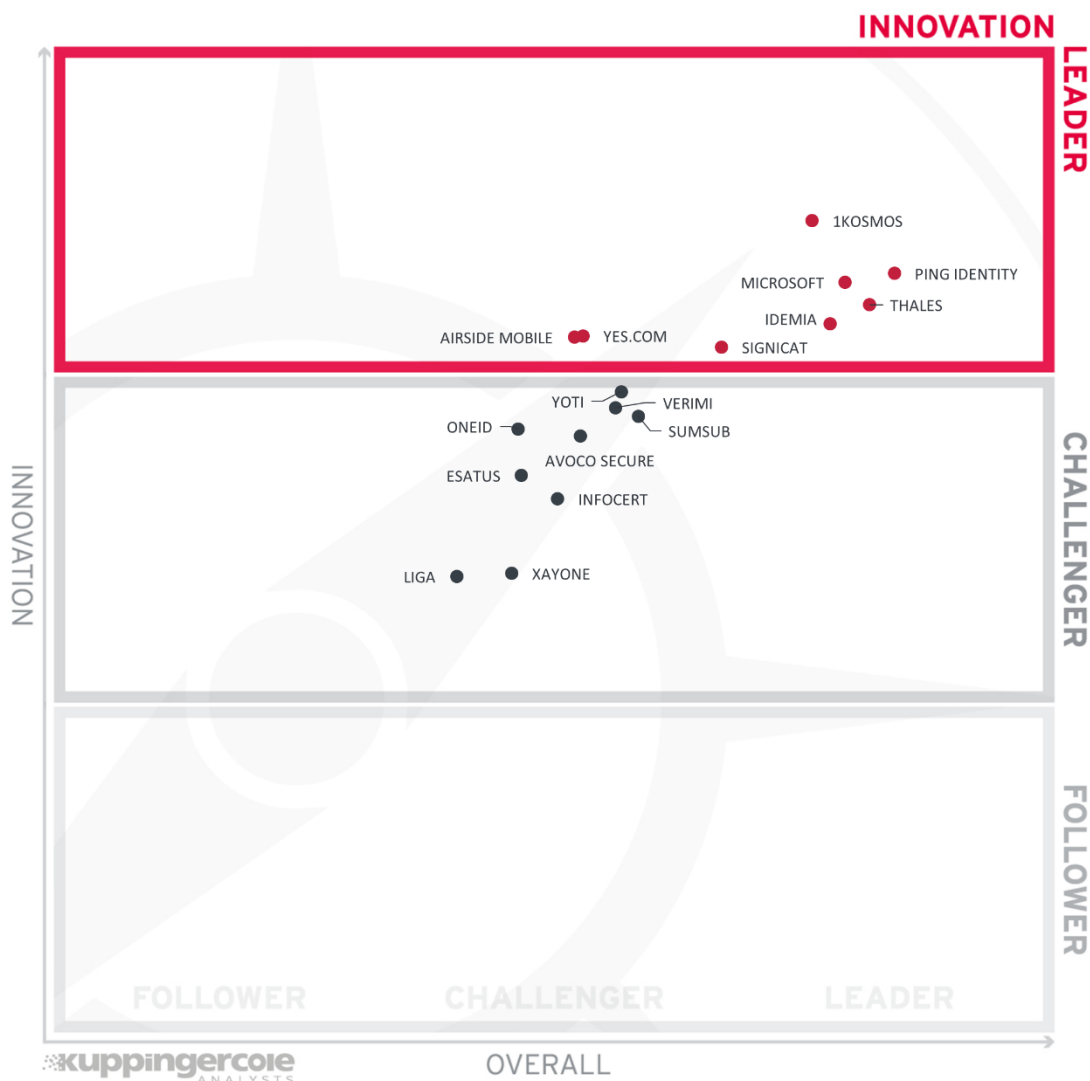 INNOVATION
LEADER
1KOSMOS
PING IDENTITY
MICROSOFT
THALES
IDEMIA
AIRSIDE MOBILE
YES.COM
SIGNICAT
YOTI
VERIMI
ONEID
SUMSUB
AVOCO SECURE
ESATUS
INFOCERT
LIGA
XAYONE
CHALLENGER
INNOVATION
FOLLOWER
FOLLOWER
CHALLENGER
LEADER
kuppingercole
ANALYSTS
OVERALL